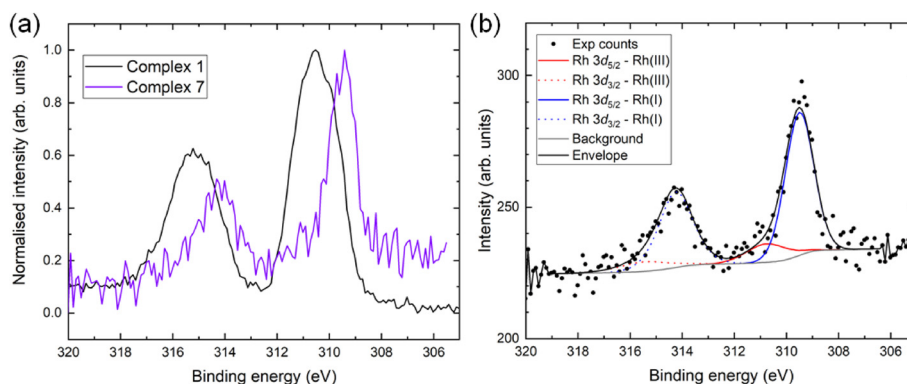 (a)
Normalised intensity (arb. units)
1.0
0.8
0.6
0.4
0.2
0.0
Complex 1
Complex 7
320 318 316 314 312 310 308 306
Binding energy (eV)
(b)
Intensity (arb. units)
300
250
200
Exp counts
Rh 3d5/2 - Rh(III)
Rh 3d3/2 - Rh(III)
Rh 3d5/2 - Rh(I)
Rh 3d3/2 - Rh(I)
Background
Envelope
320 318 316 314 312 310 308 306
Binding energy (eV)